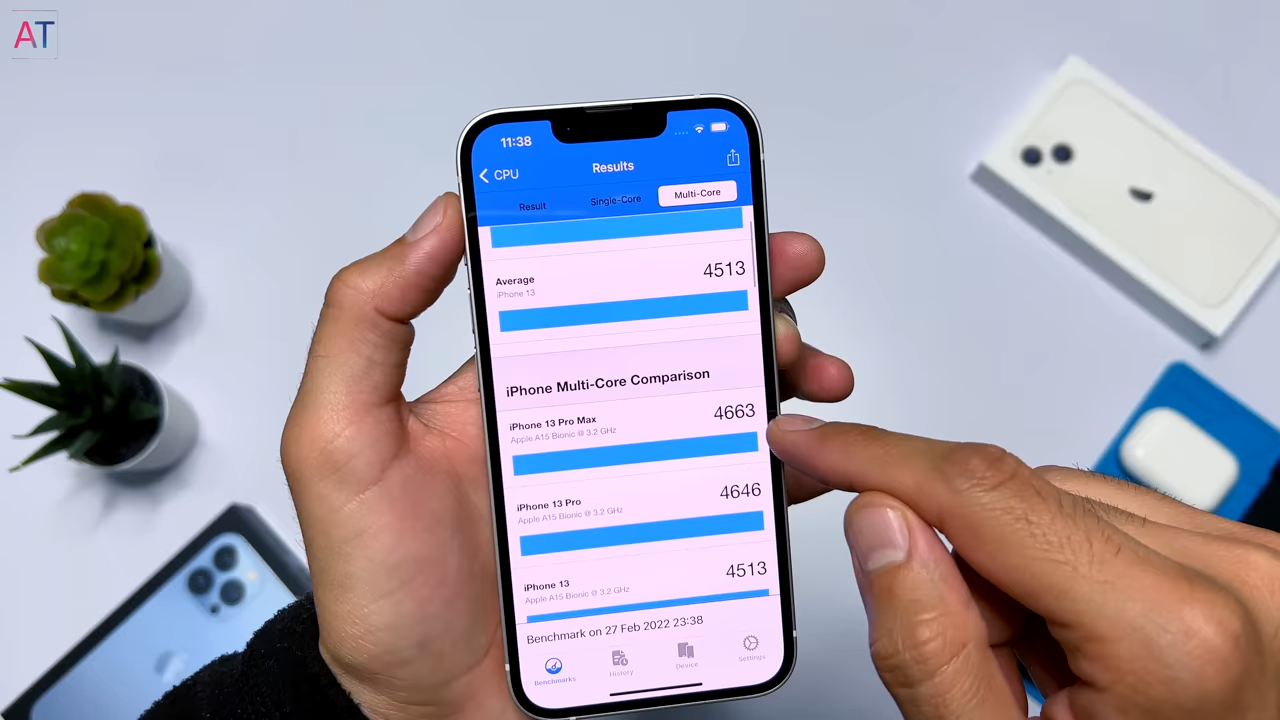 AT
11:38
CPU
Results
Result
Single-Core
Multi-Core
Average
4513
iPhone 13
iPhone Multi-Core Comparison
iPhone 13 Pro Max
4663
Apple A15 Bionic @ 3.2 GHz
iPhone 13 Pro
4646
Apple A15 Bionic @ 3.2 GHz
iPhone 13
4513
Apple A15 Bionic @ 3.2 GHz
Benchmark on 27 Feb 2022 23:38
Benchmarks
History
Device
Settings